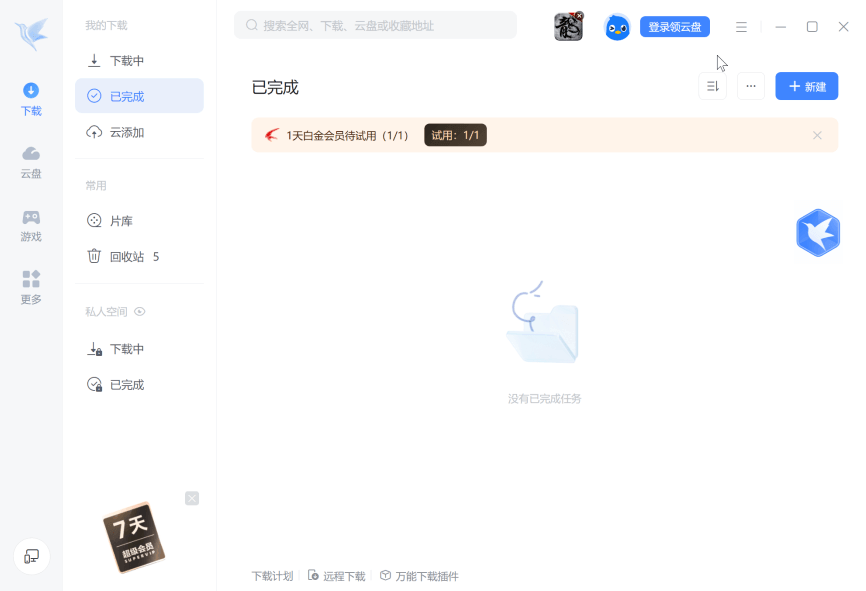 搜索全网、下载、云盘或收藏地址
龍
登录领云盘
下载
云盘
游戏
更多
我的下载
下载中
已完成
云添加
常用
片库
回收站 5
私人空间
下载中
已完成
7天
超级会员
SUPERVIP
已完成
新建
1天白金会员待试用（1/1）
试用：1/1
没有已完成任务
下载计划
远程下载
万能下载插件